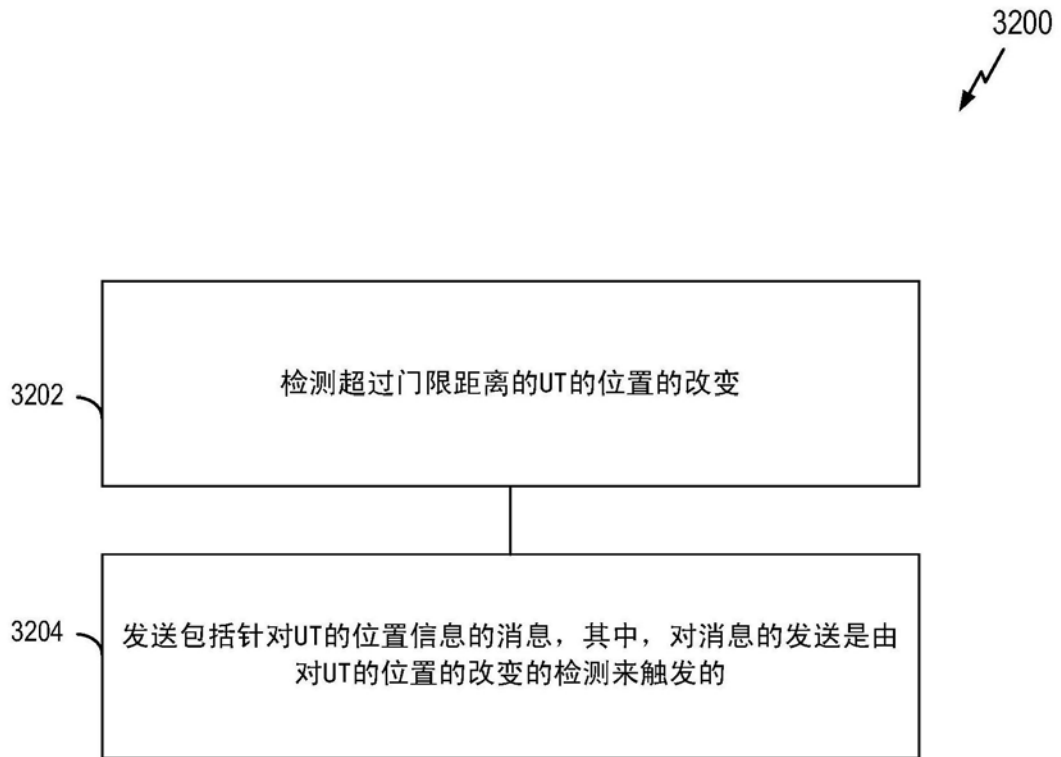 3200
3202
检测超过门限距离的UT的位置的改变
3204
发送包括针对UT的位置信息的消息，其中，对消息的发送是由
对UT的位置的改变的检测来触发的